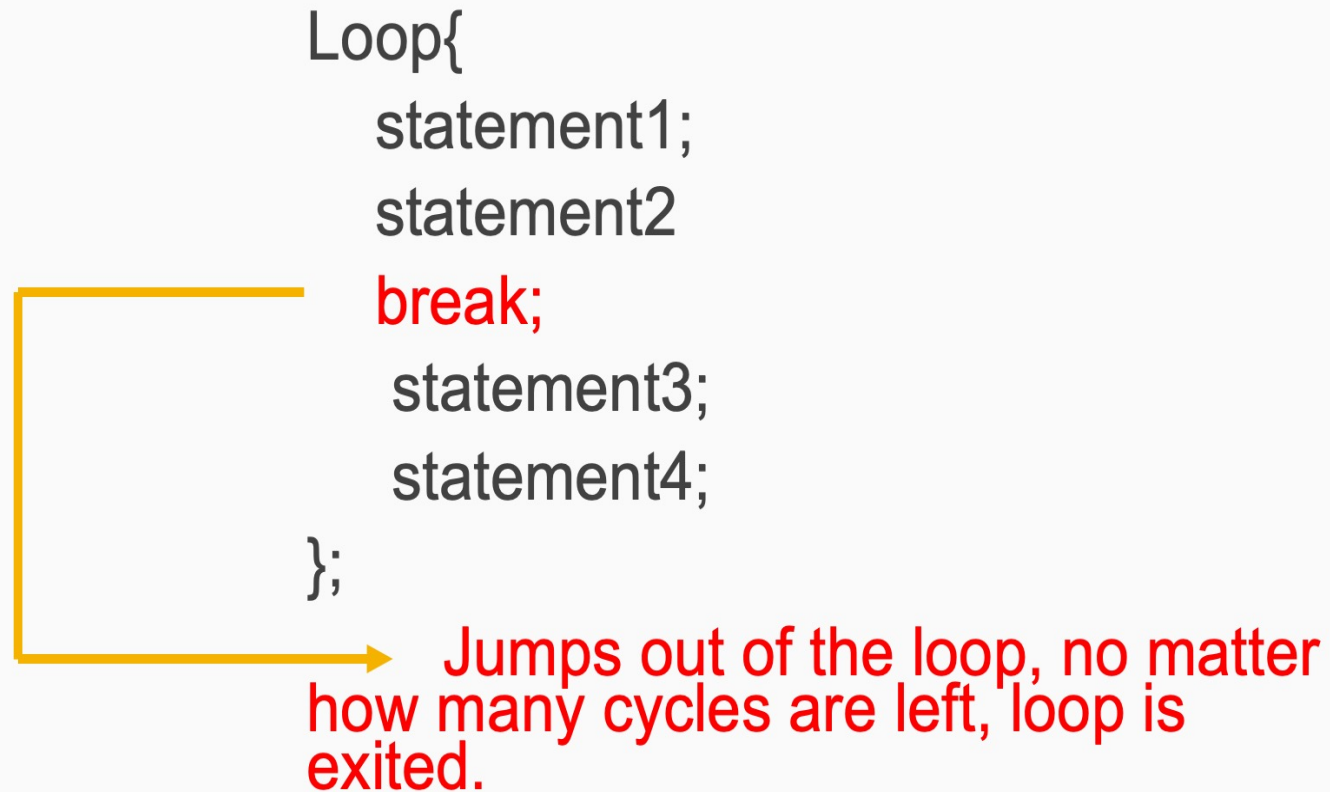 Loop{
statement1;
statement2
break;
statement3;
statement4;
};
Jumps out of the loop, no matter
how many cycles are left, loop is
exited.